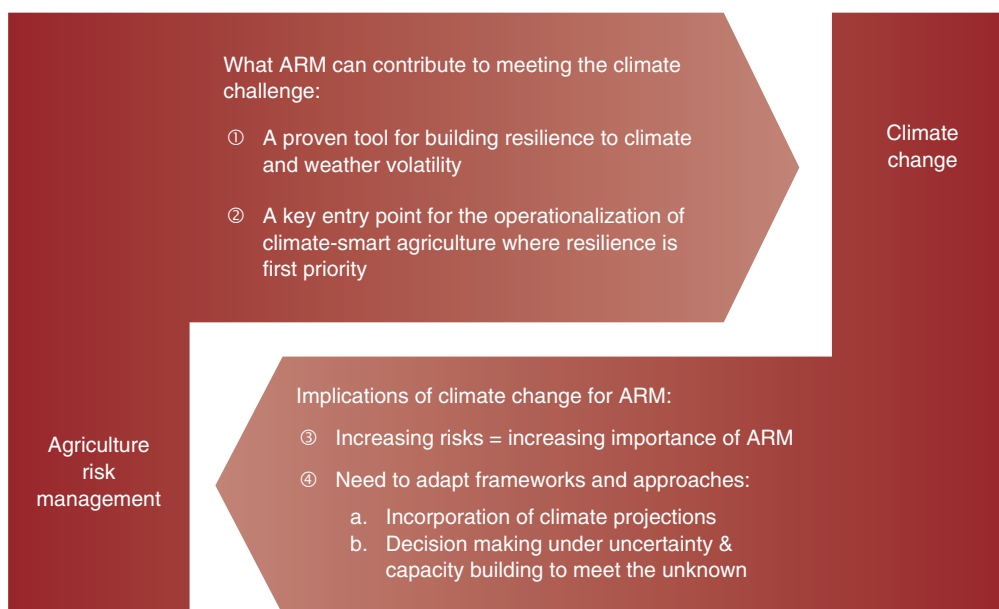 What ARM can contribute to meeting the climate
challenge:
① A proven tool for building resilience to climate
and weather volatility
② A key entry point for the operationalization of
climate-smart agriculture where resilience is
first priority
Climate
change
Agriculture
risk
management
Implications of climate change for ARM:
③ Increasing risks = increasing importance of ARM
④ Need to adapt frameworks and approaches:
a. Incorporation of climate projections
b. Decision making under uncertainty &
capacity building to meet the unknown